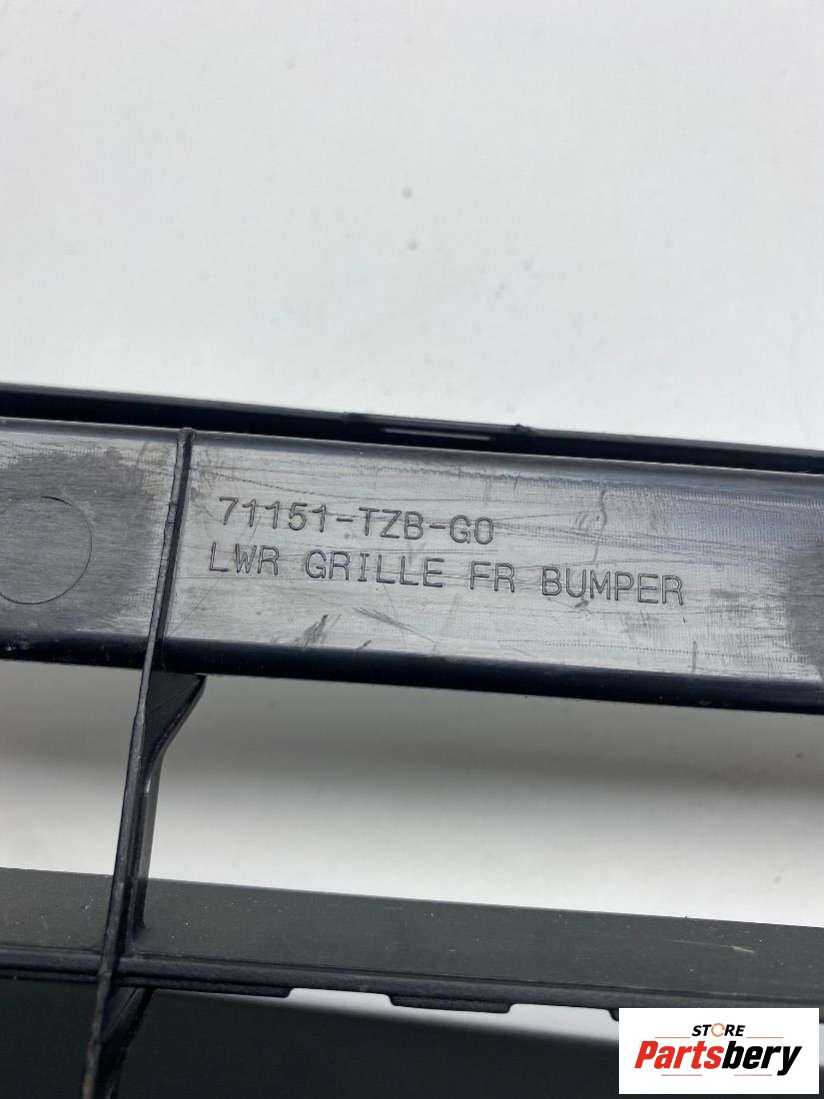 71151-TZB-G0
LWR GRILLE FR BUMPER
STORE
Partsbery